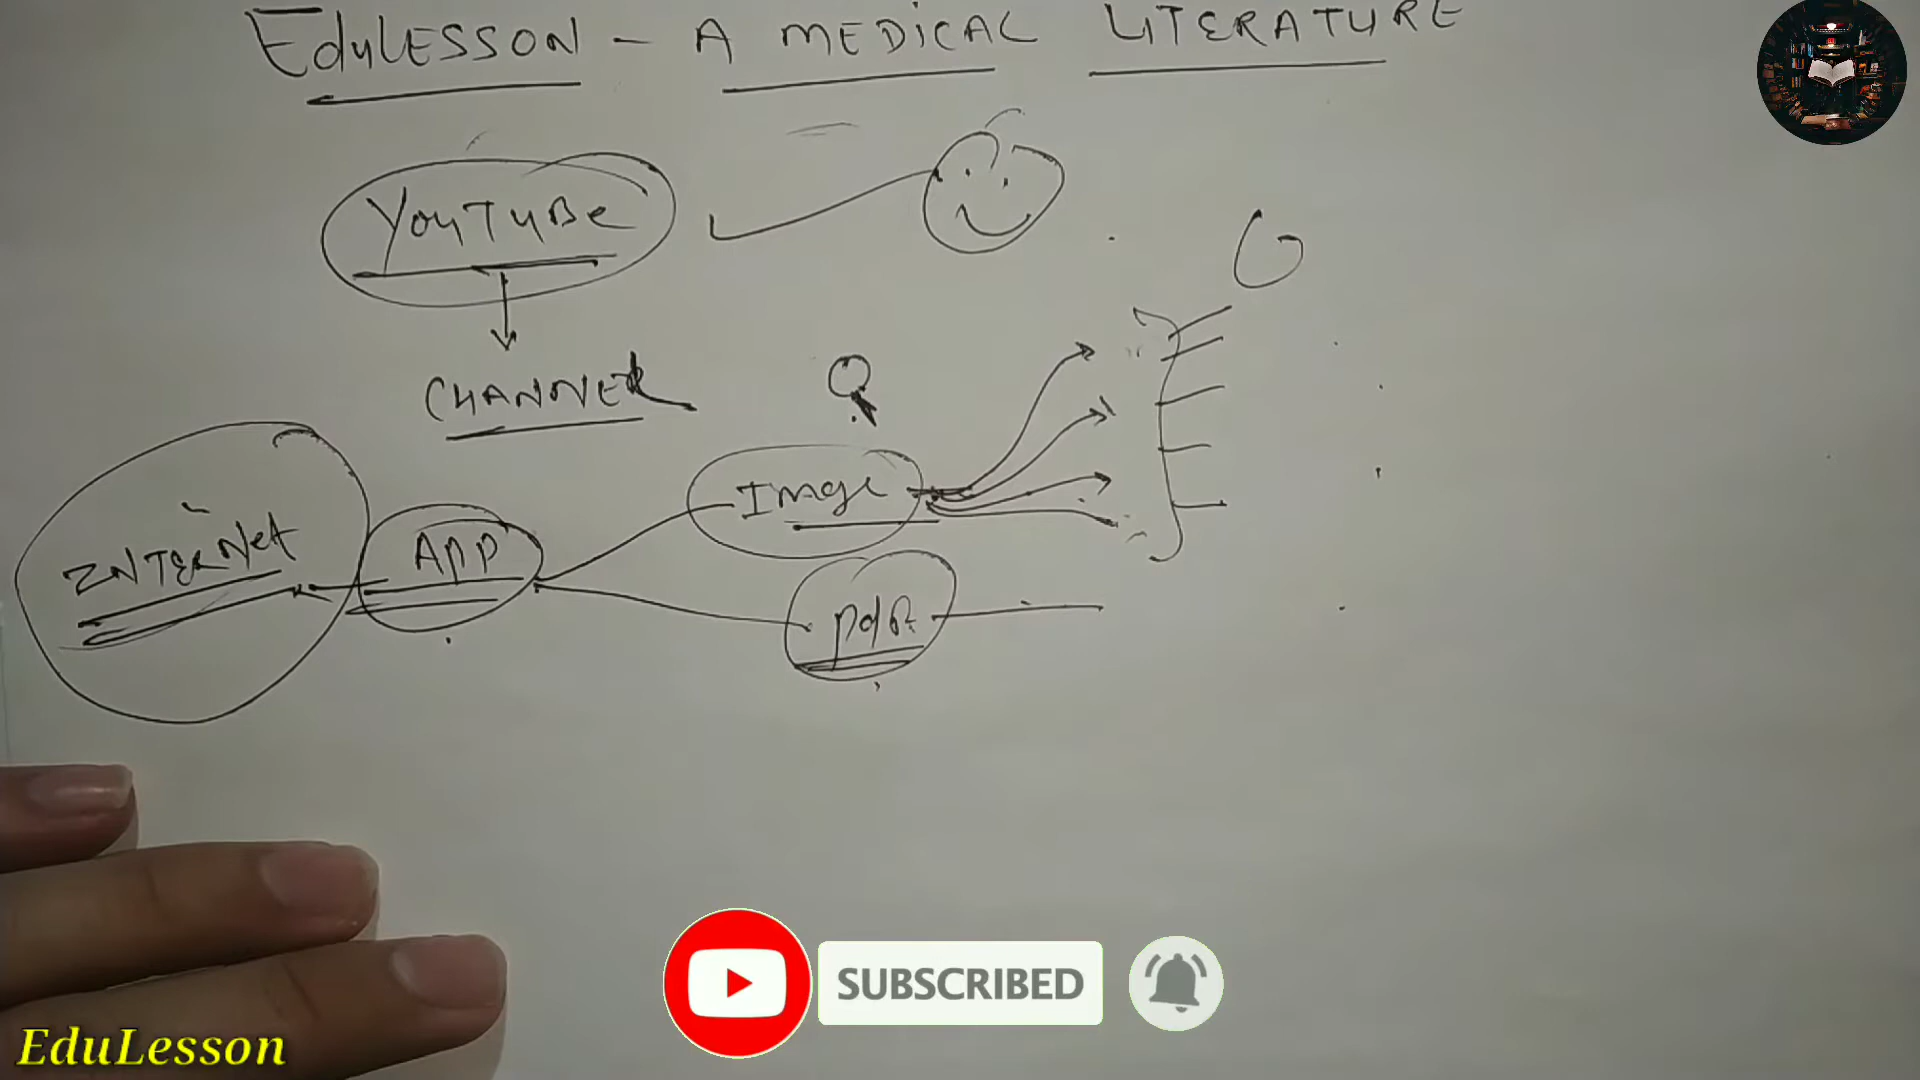 EduLESSON - A MEDICAL LITERATURE
YOUTUBE
CHANNEL
Image
INTERNet
App
pdf
SUBSCRIBED
EduLesson